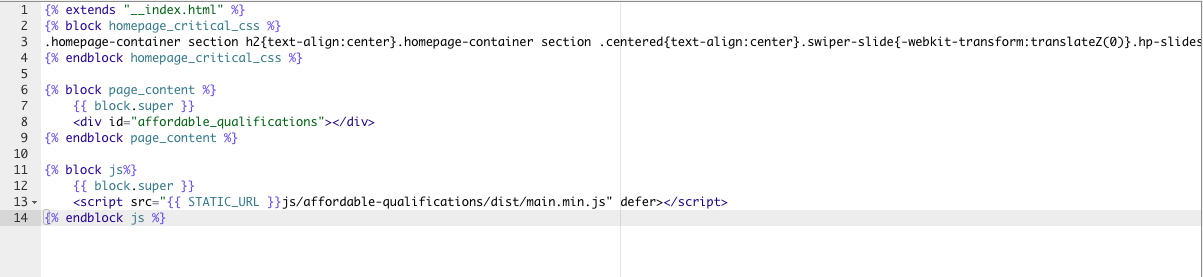 1 {% extends "__index.html" %}
2 {% block homepage_critical_css %}
3 .homepage-container section h2{text-align:center}.homepage-container section .centered{text-align:center}.swiper-slide{-webkit-transform:translateZ(0)}.hp-slides
4 {% endblock homepage_critical_css %}
5
6 {% block page_content %}
7     {{ block.super }}
8     <div id="affordable_qualifications"></div>
9 {% endblock page_content %}
10
11 {% block js%}
12     {{ block.super }}
13     <script src="{{ STATIC_URL }}js/affordable-qualifications/dist/main.min.js" defer></script>
14 {% endblock js %}